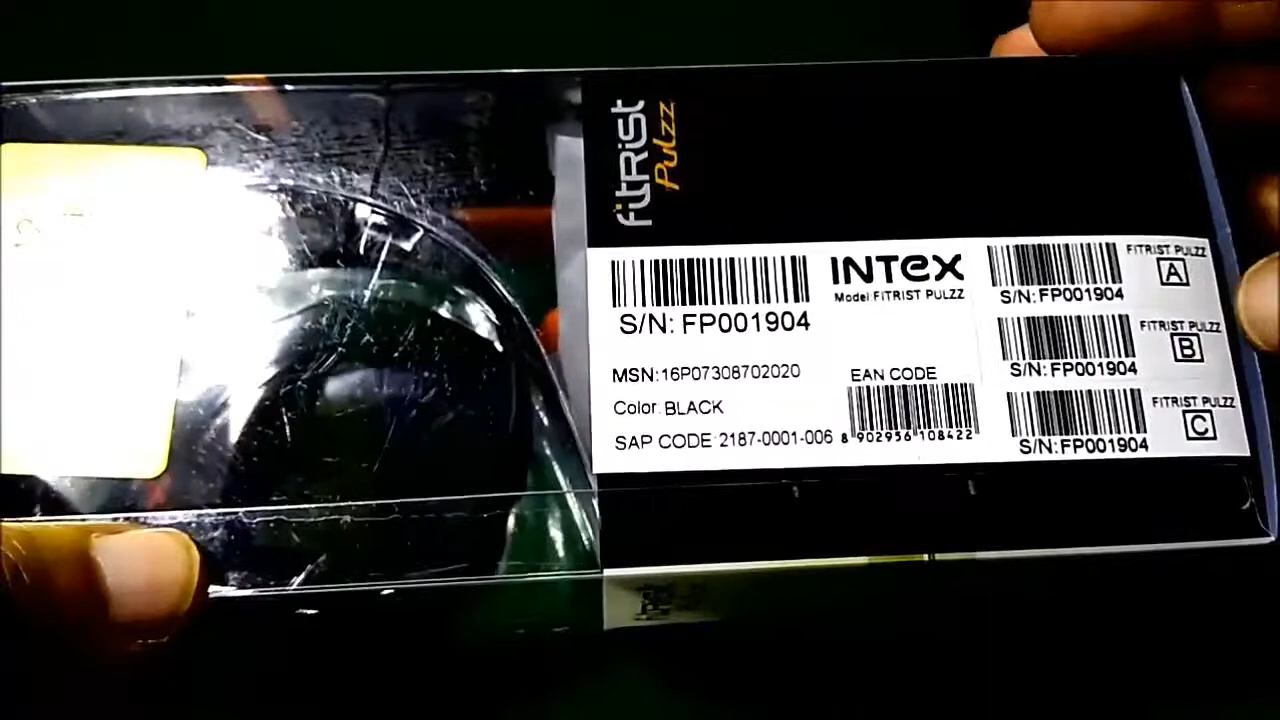 fitRist
Pulzz
S/N: FP001904
INTEX
Model:FITRIST PULZZ
MSN:16P07308702020
Color: BLACK
SAP CODE 2187-0001-006
EAN CODE
8 902956 108422
FITRIST PULZZ
A
S/N: FP001904
FITRIST PULZZ
B
S/N: FP001904
FITRIST PULZZ
C
S/N: FP001904